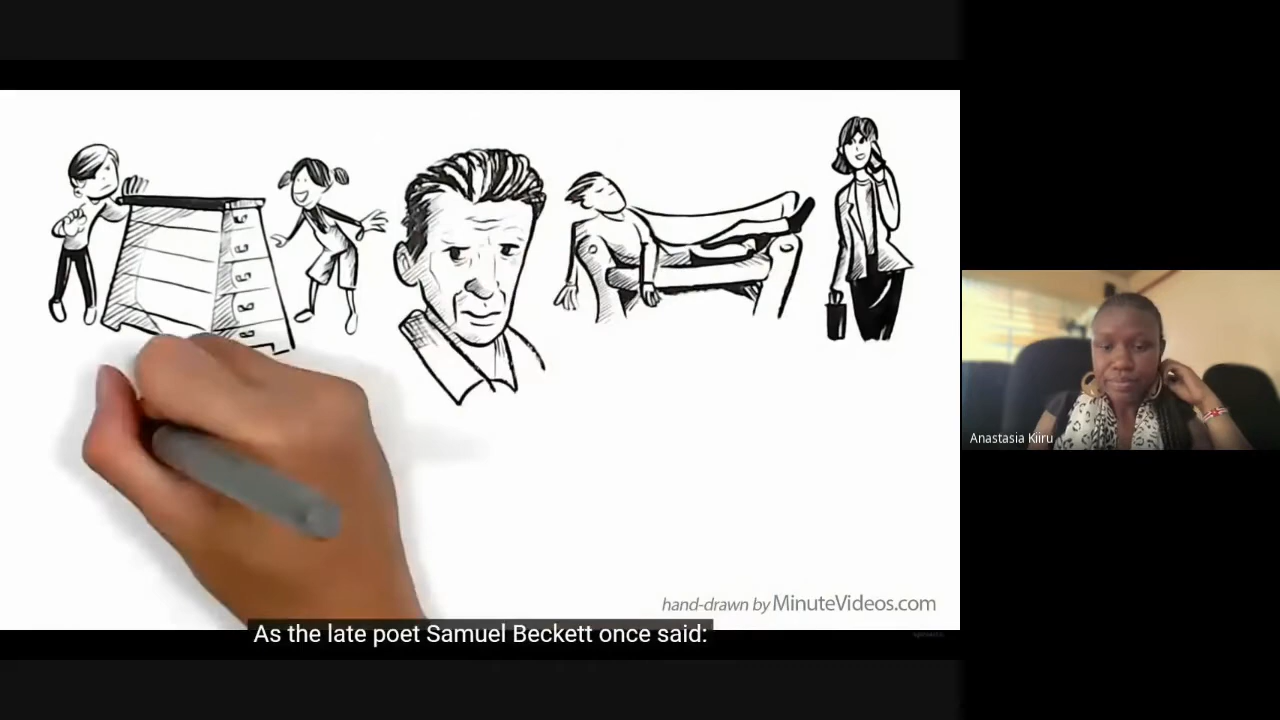 Anastasia Kiiru
hand-drawn by MinuteVideos.com
As the late poet Samuel Beckett once said: